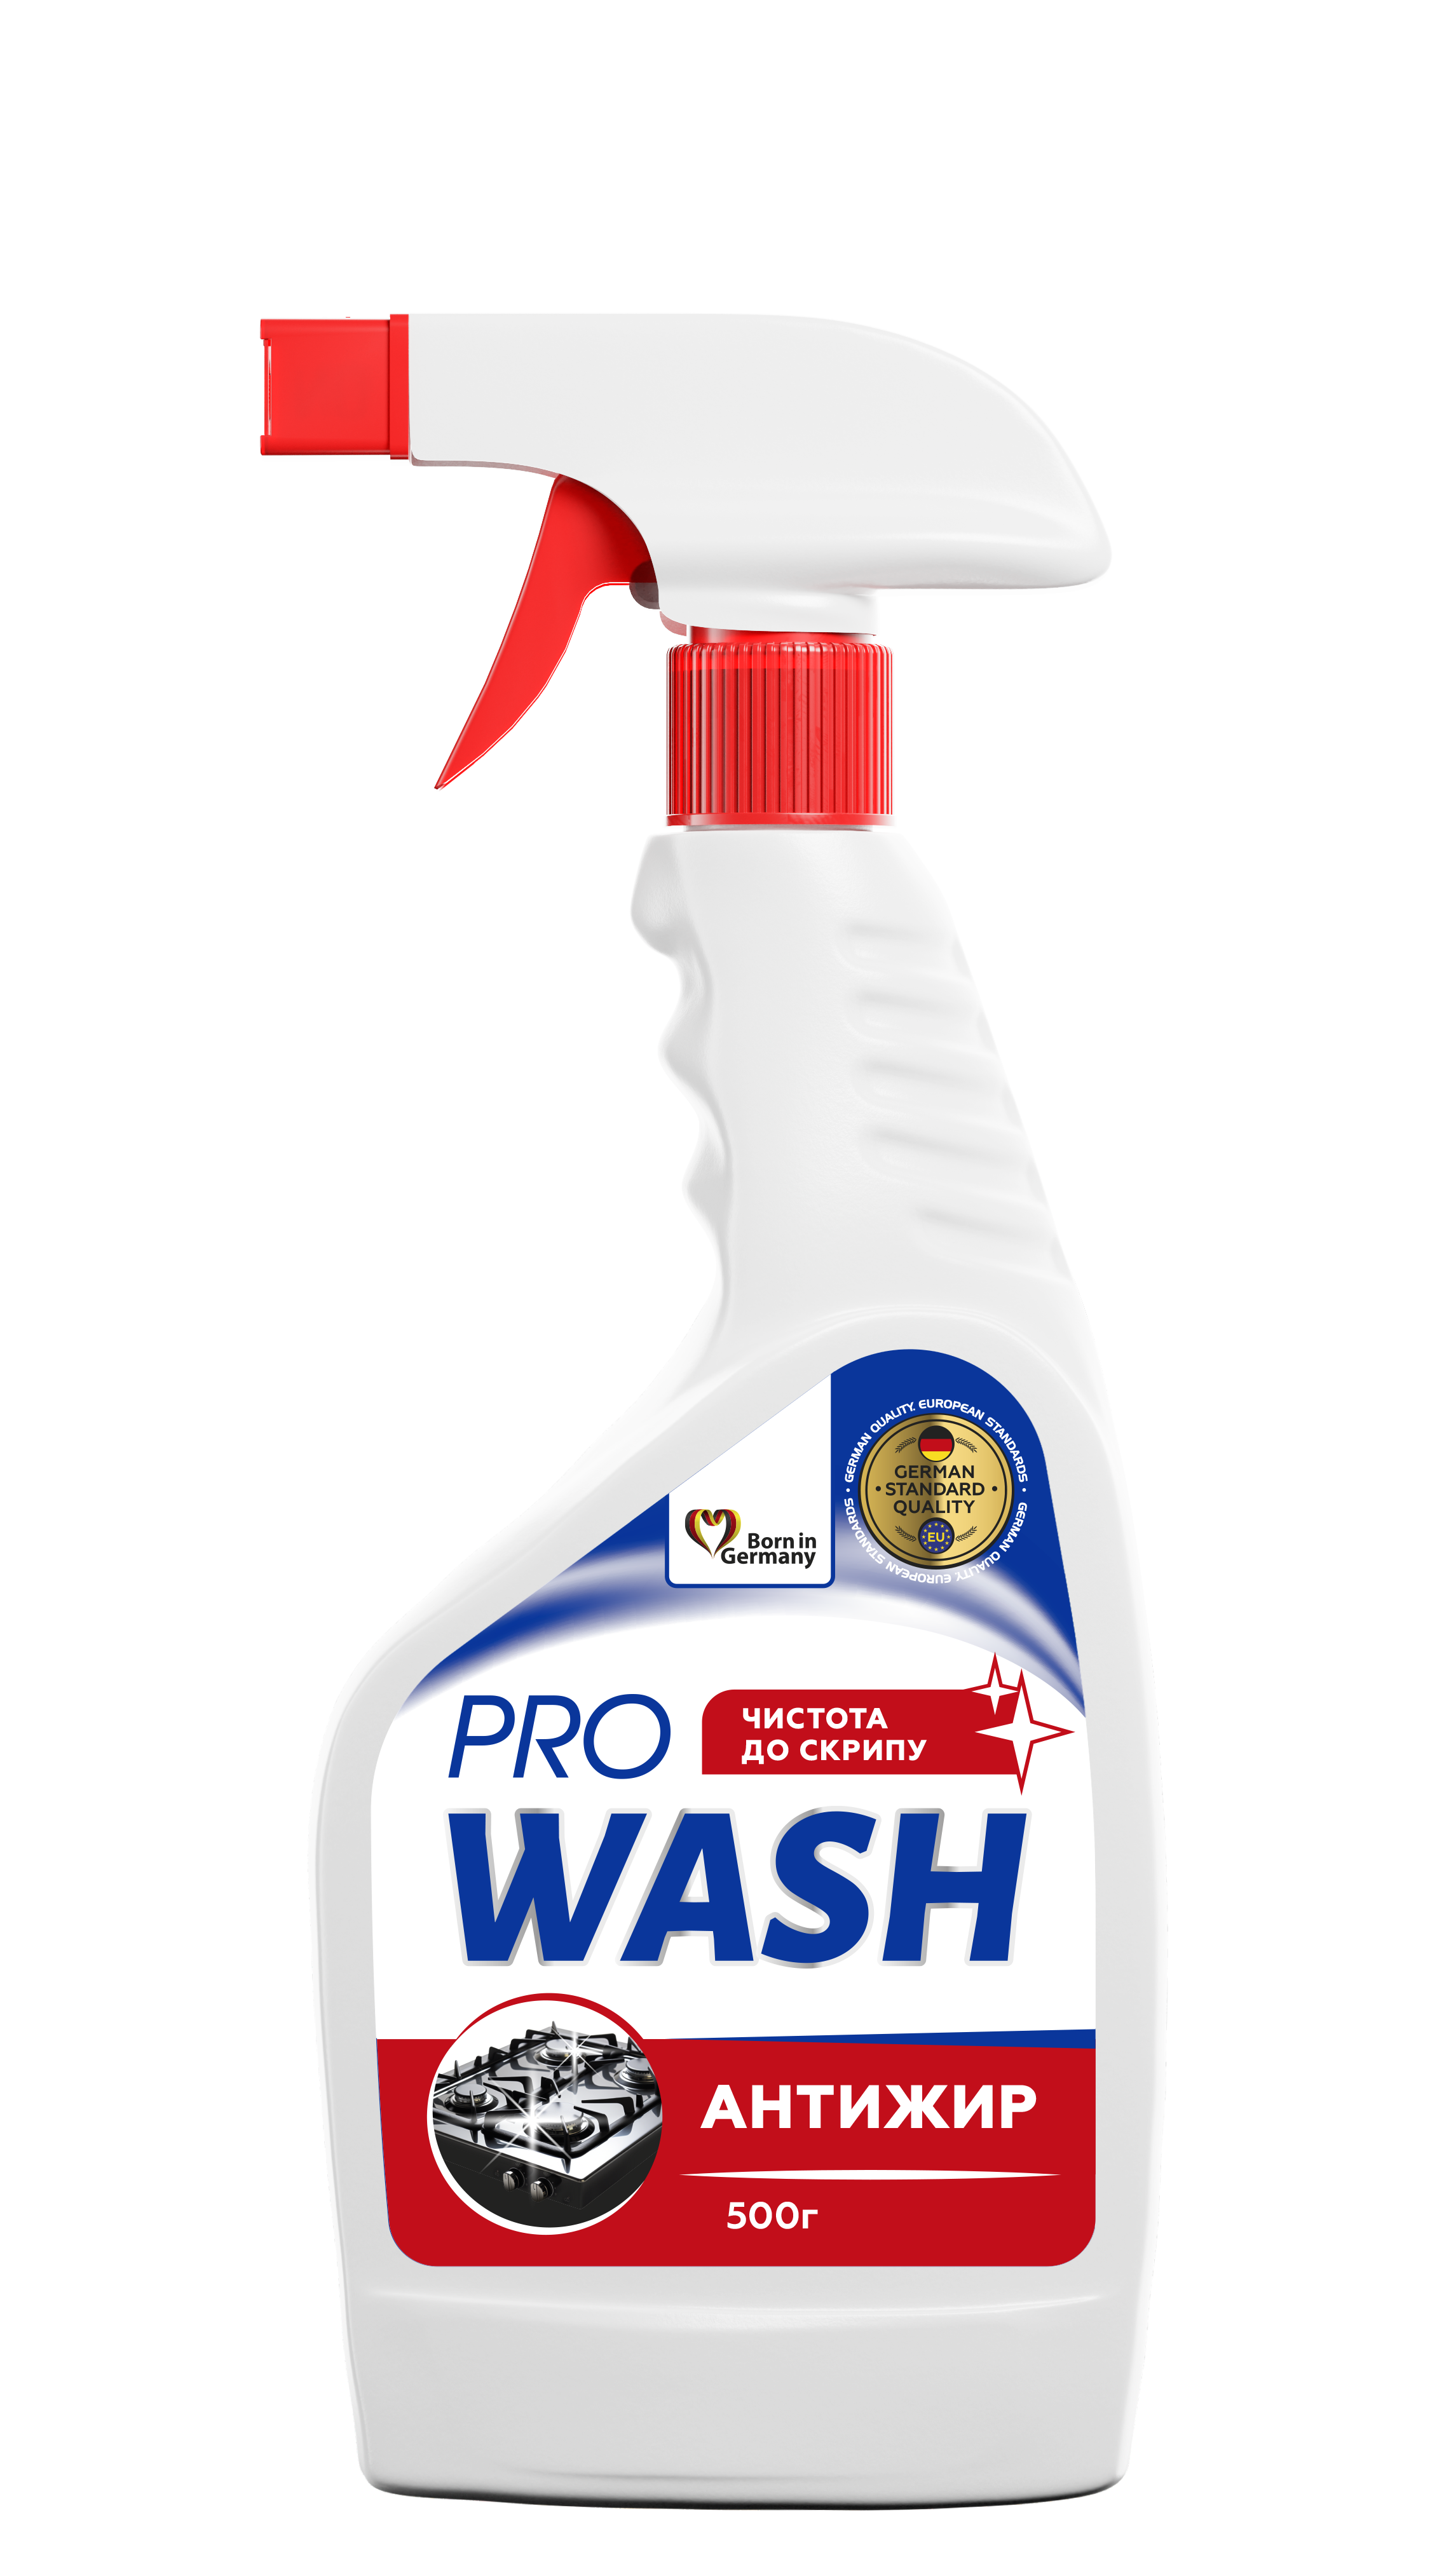 • GERMAN QUALITY. EUROPEAN STANDARDS •
GERMAN QUALITY. EUROPEAN STANDARDS
GERMAN
• STANDARD •
QUALITY
EU
Born in
Germany
PRO
ЧИСТОТА
ДО СКРИПУ
WASH
АНТИЖИР
500г